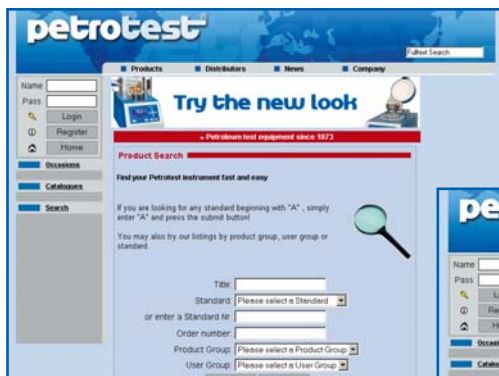 petrotest
Fulltext Search
Products Distributors News Company
Name
Pass
Login
Register
Home
Occasions
Catalogues
Search
Try the new look
» Petroleum test equipment since 1873
Product Search
Find your Petrotest instrument fast and easy
If you are looking for any standard beginning with "A" , simply
enter "A" and press the submit button!
You may also try our listings by product group, user group or
standard.
Title:
Standard: Please select a Standard
or enter a Standard Nr:
Order number:
Product Group: Please select a Product Group
User Group: Please select a User Group
pe
Name
Pass